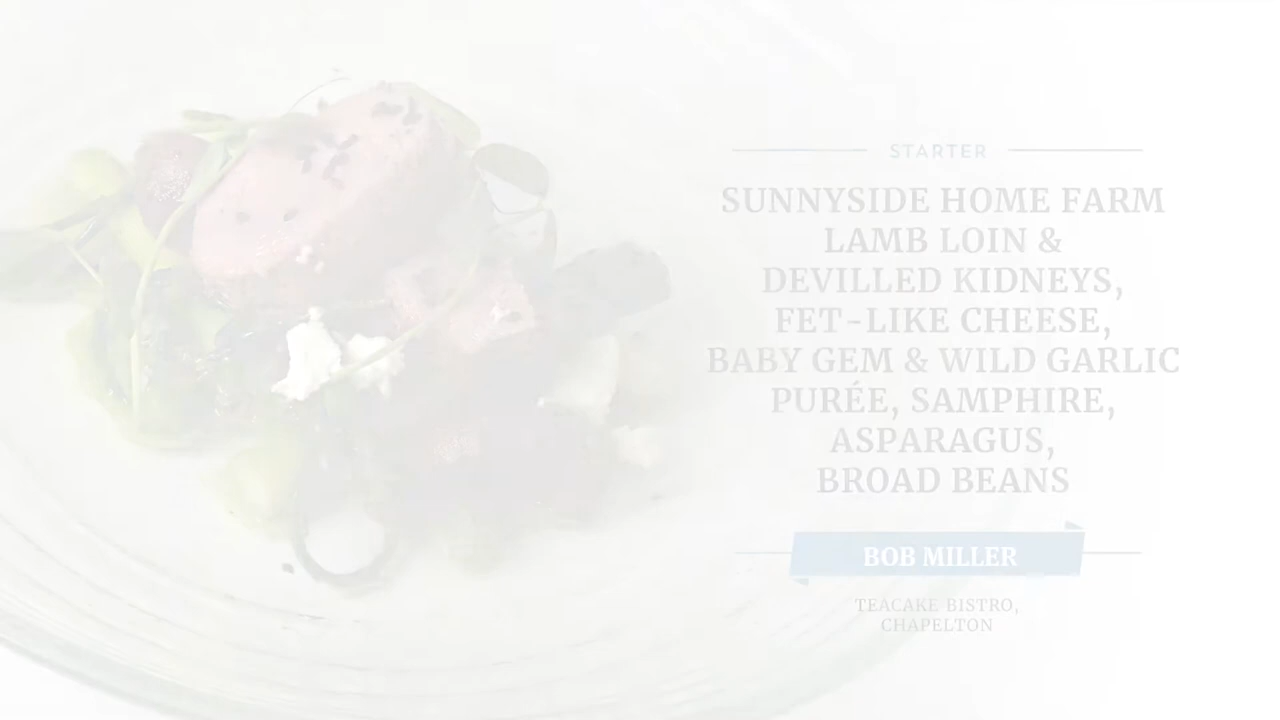 STARTER
SUNNYSIDE HOME FARM
LAMB LOIN &
DEVILLED KIDNEYS,
FET-LIKE CHEESE,
BABY GEM & WILD GARLIC
PURÉE, SAMPHIRE,
ASPARAGUS,
BROAD BEANS
BOB MILLER
TEACAKE BISTRO,
CHAPELTON